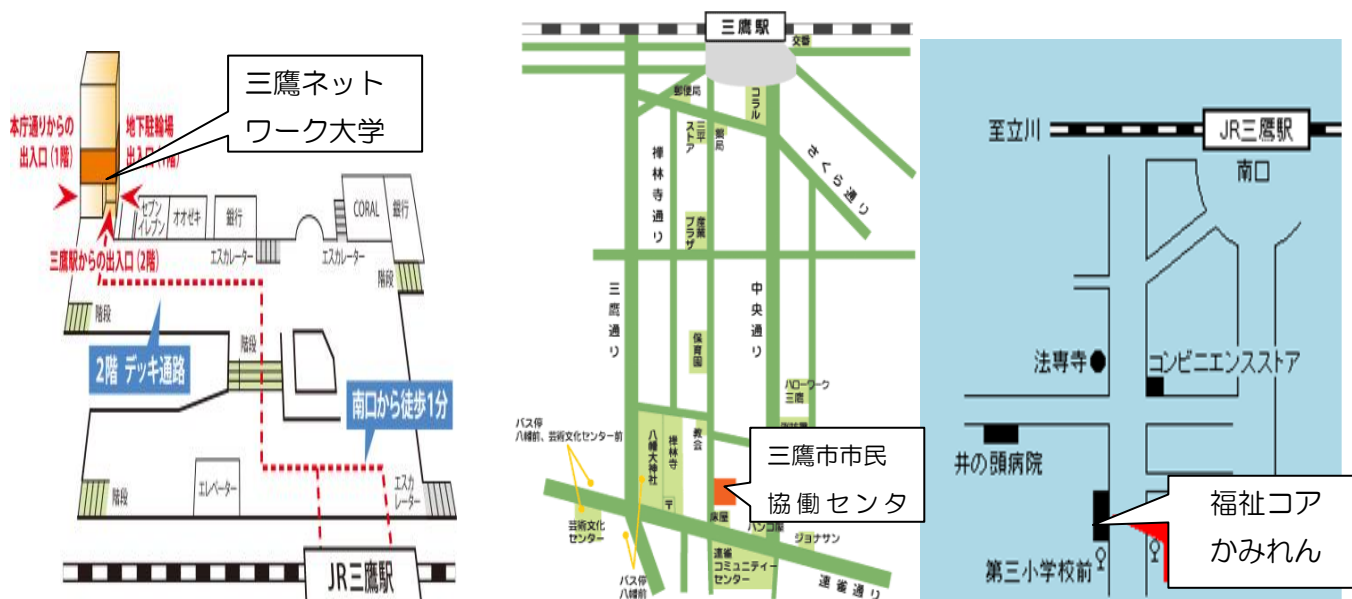 三鷹ネット
ワーク大学
本庁通りからの
出入口(1階)
地下駐輪場
出入口(1階)
セブン
イレブン
オオゼキ
銀行
CORAL
銀行
三鷹駅からの出入口(2階)
エスカレーター
エスカレーター
階段
階段
階段
2階 デッキ通路
南口から徒歩1分
階段
エレベーター
エスカ
レーター
JR三鷹駅
三鷹駅
交番
郵便局
コラル
三平
ストア
薬局
さくら通り
禅林寺通り
産業
プラザ
三鷹通り
中央通り
保育園
ハローワーク
三鷹
バス停
八幡前、芸術文化センター前
八幡大神社
禅林寺
教会
〒
三鷹市市民
協働センタ
床屋
ハンコ屋
ジョナサン
芸術文化
センター
連雀
コミュニティー
センター
バス停
八幡前
連雀通り
至立川
JR三鷹駅
南口
法専寺
コンビニエンスストア
井の頭病院
福祉コア
かみれん
第三小学校前